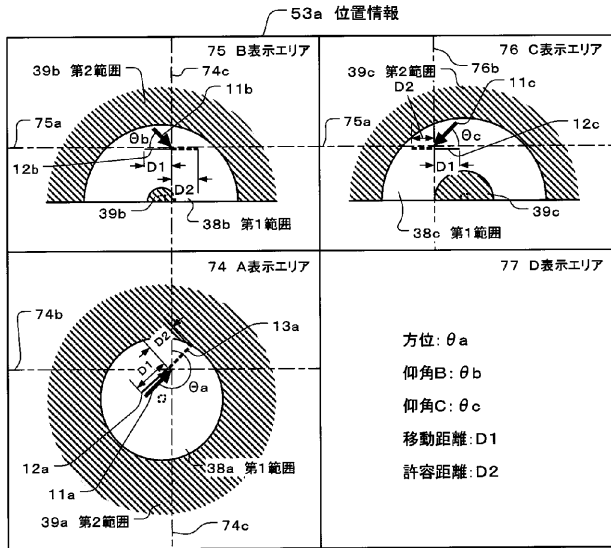 53a 位置情報
75 B表示エリア
39b 第2範囲
74c
11b
75a
θb
12b
D1
D2
39b
38b 第1範囲
76 C表示エリア
39c 第2範囲
76b
D2
11c
75a
θc
12c
D1
38c 第1範囲
39c
74 A表示エリア
74b
13a
D2
D1
θa
12a
11a
38a 第1範囲
39a 第2範囲
74c
77 D表示エリア
方位: θa
仰角B: θb
仰角C: θc
移動距離: D1
許容距離: D2